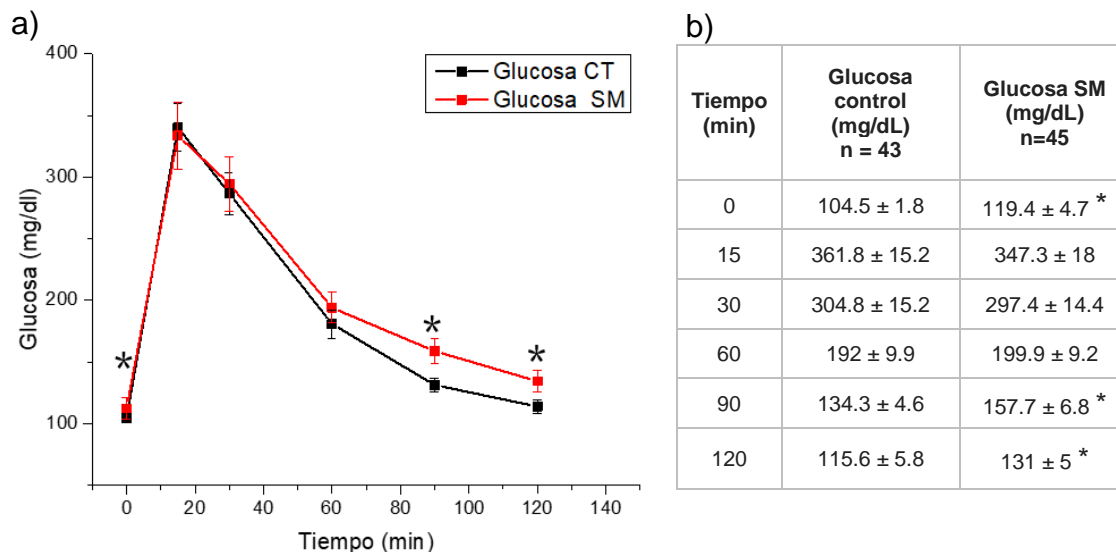 a)
400
300
200
100
Glucosa (mg/dl)
Glucosa CT
Glucosa SM
*
*
*
0 20 40 60 80 100 120 140
Tiempo (min)
b)
Tiempo (min) Glucosa control (mg/dL) n = 43 Glucosa SM (mg/dL) n=45
0 104.5 ± 1.8 119.4 ± 4.7 *
15 361.8 ± 15.2 347.3 ± 18
30 304.8 ± 15.2 297.4 ± 14.4
60 192 ± 9.9 199.9 ± 9.2
90 134.3 ± 4.6 157.7 ± 6.8 *
120 115.6 ± 5.8 131 ± 5 *